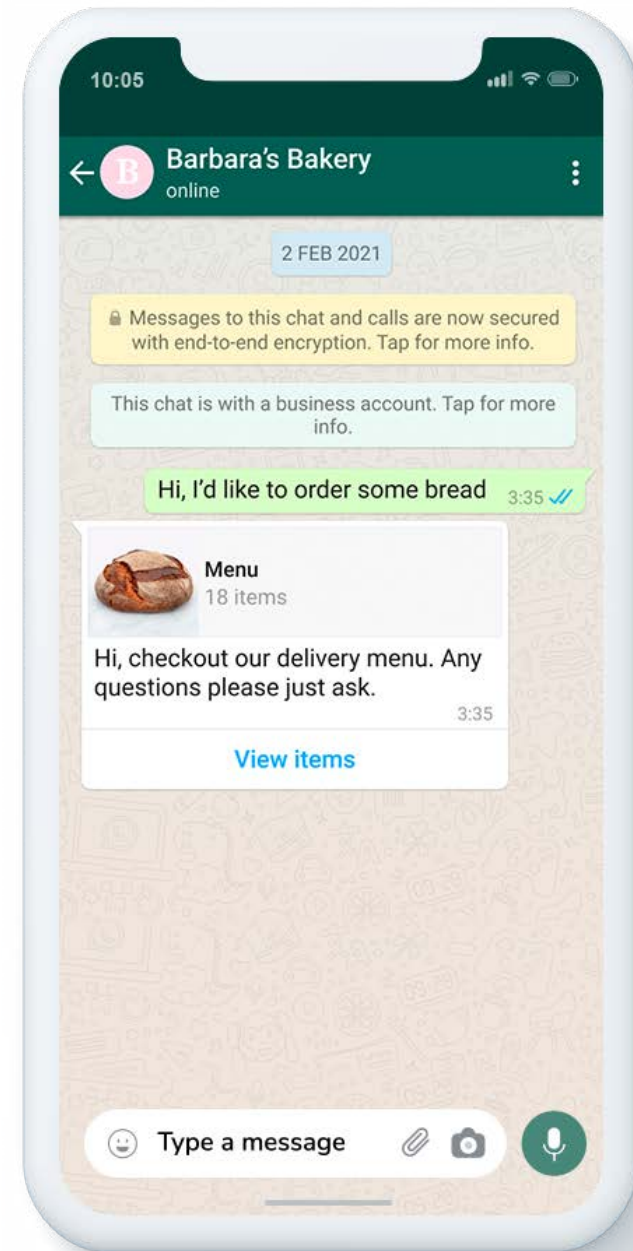 10:05
B
Barbara's Bakery
online
2 FEB 2021
Messages to this chat and calls are now secured
with end-to-end encryption. Tap for more info.
This chat is with a business account. Tap for more
info.
Hi, I'd like to order some bread 3:35
Menu
18 items
Hi, checkout our delivery menu. Any
questions please just ask.
3:35
View items
Type a message